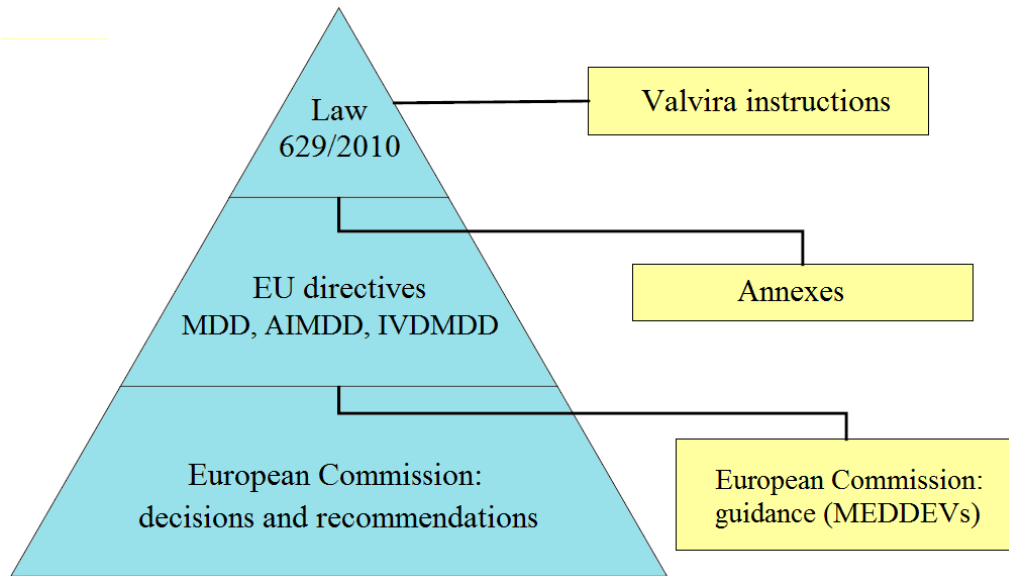 Law
629/2010
Valvira instructions
EU directives
MDD, AIMDD, IVDMDD
Annexes
European Commission:
decisions and recommendations
European Commission:
guidance (MEDDEVs)